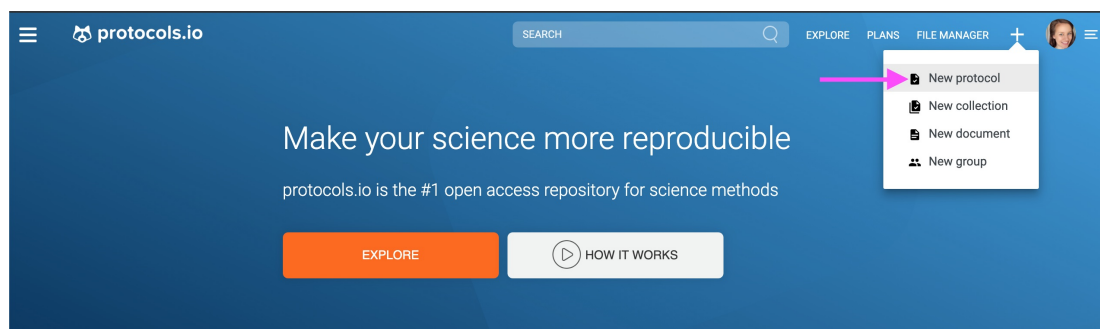 protocols.io
SEARCH
EXPLORE PLANS FILE MANAGER
New protocol
New collection
New document
New group
Make your science more reproducible
protocols.io is the #1 open access repository for science methods
EXPLORE
HOW IT WORKS